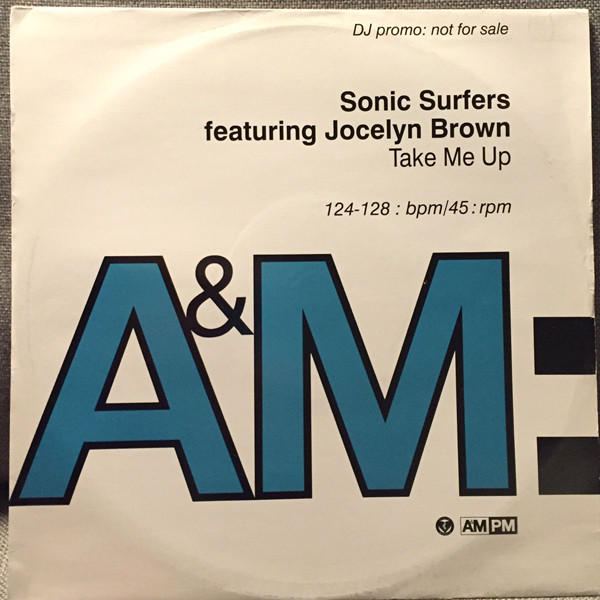 DJ promo: not for sale
Sonic Surfers
featuring Jocelyn Brown
Take Me Up
124-128 : bpm/45 : rpm
A&M:
A&M PM